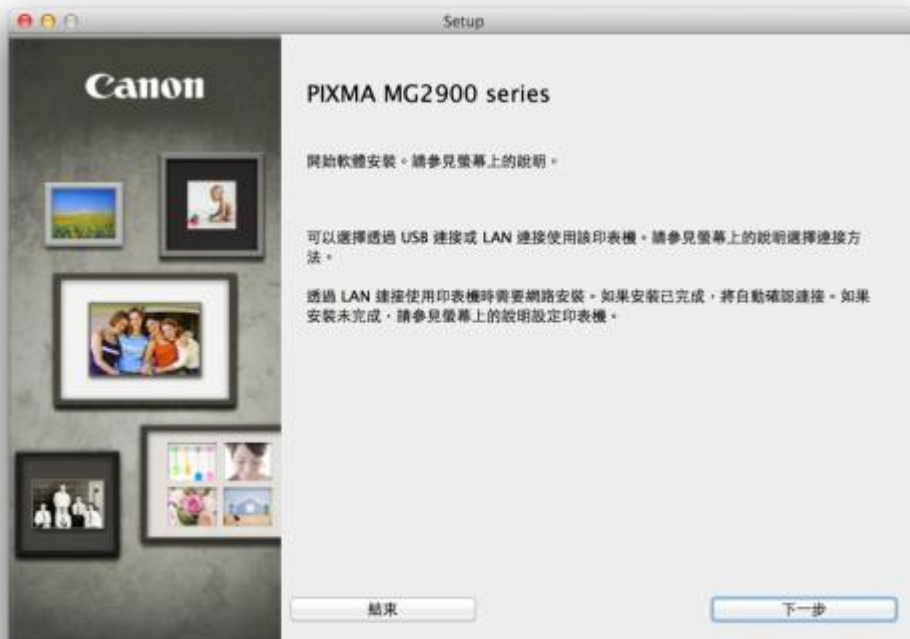 Setup
Canon
PIXMA MG2900 series
開始軟體安裝。請參見螢幕上的說明。
可以選擇透過 USB 連接或 LAN 連接使用該印表機。請參見螢幕上的說明選擇連接方
法。
透過 LAN 連接使用印表機時需要網路安裝。如果安裝已完成，將自動確認連接。如果
安裝未完成，請參見螢幕上的說明設定印表機。
結束
下一步